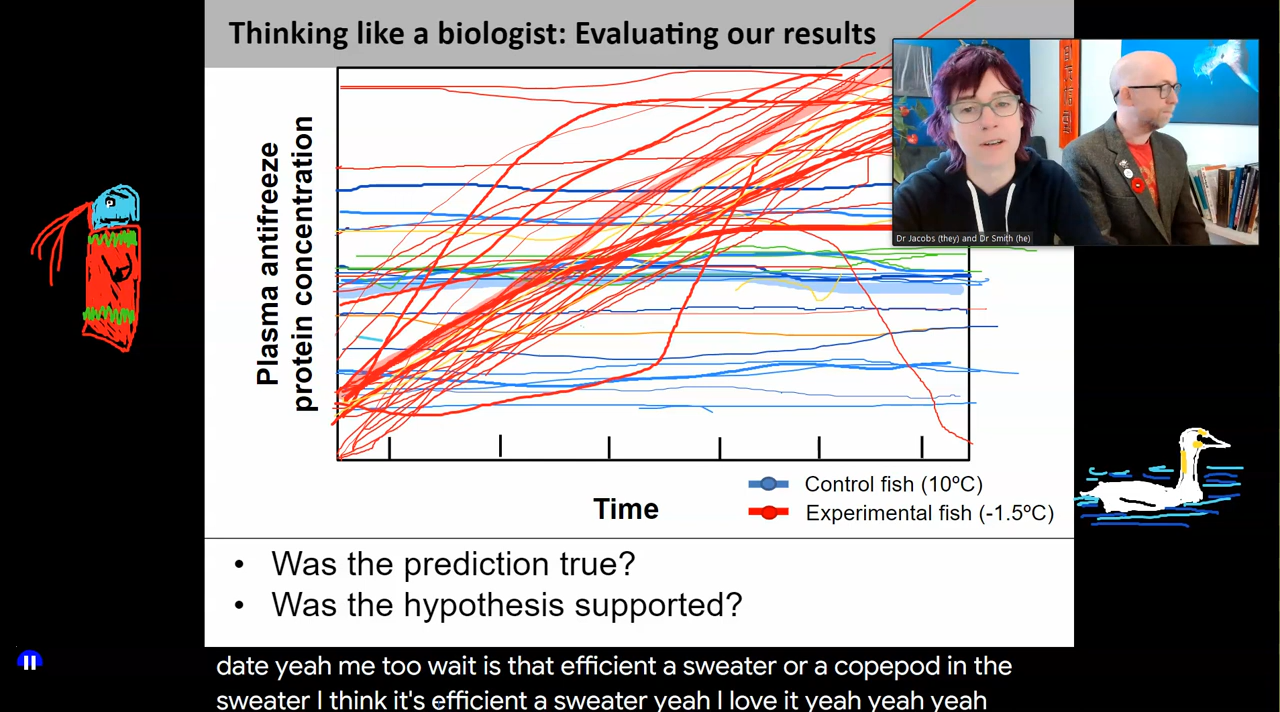 Thinking like a biologist: Evaluating our results
Plasma antifreeze
protein concentration
Dr Jacobs (they) and Dr Smith (he)
Control fish (10ºC)
Time
Experimental fish (-1.5ºC)
• Was the prediction true?
• Was the hypothesis supported?
date yeah me too wait is that efficient a sweater or a copepod in the
sweater I think it's efficient a sweater yeah I love it yeah yeah yeah